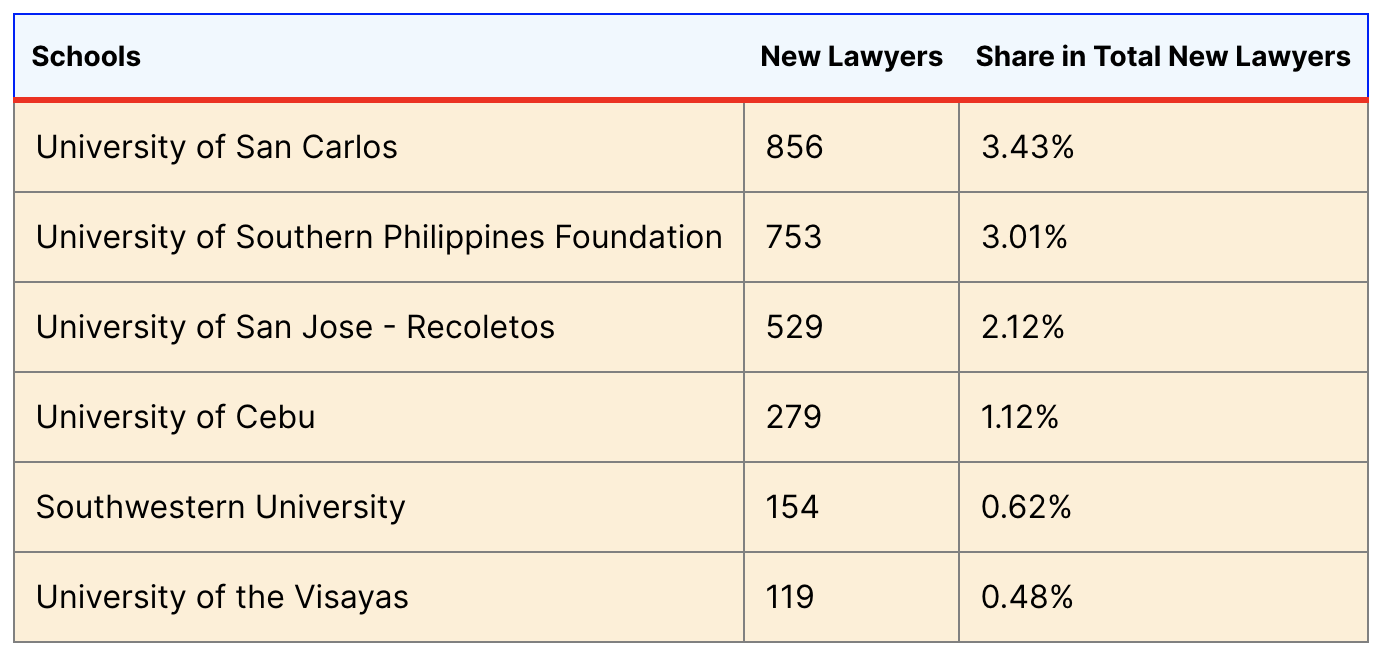 Schools New Lawyers Share in Total New Lawyers
University of San Carlos 856 3.43%
University of Southern Philippines Foundation 753 3.01%
University of San Jose - Recoletos 529 2.12%
University of Cebu 279 1.12%
Southwestern University 154 0.62%
University of the Visayas 119 0.48%